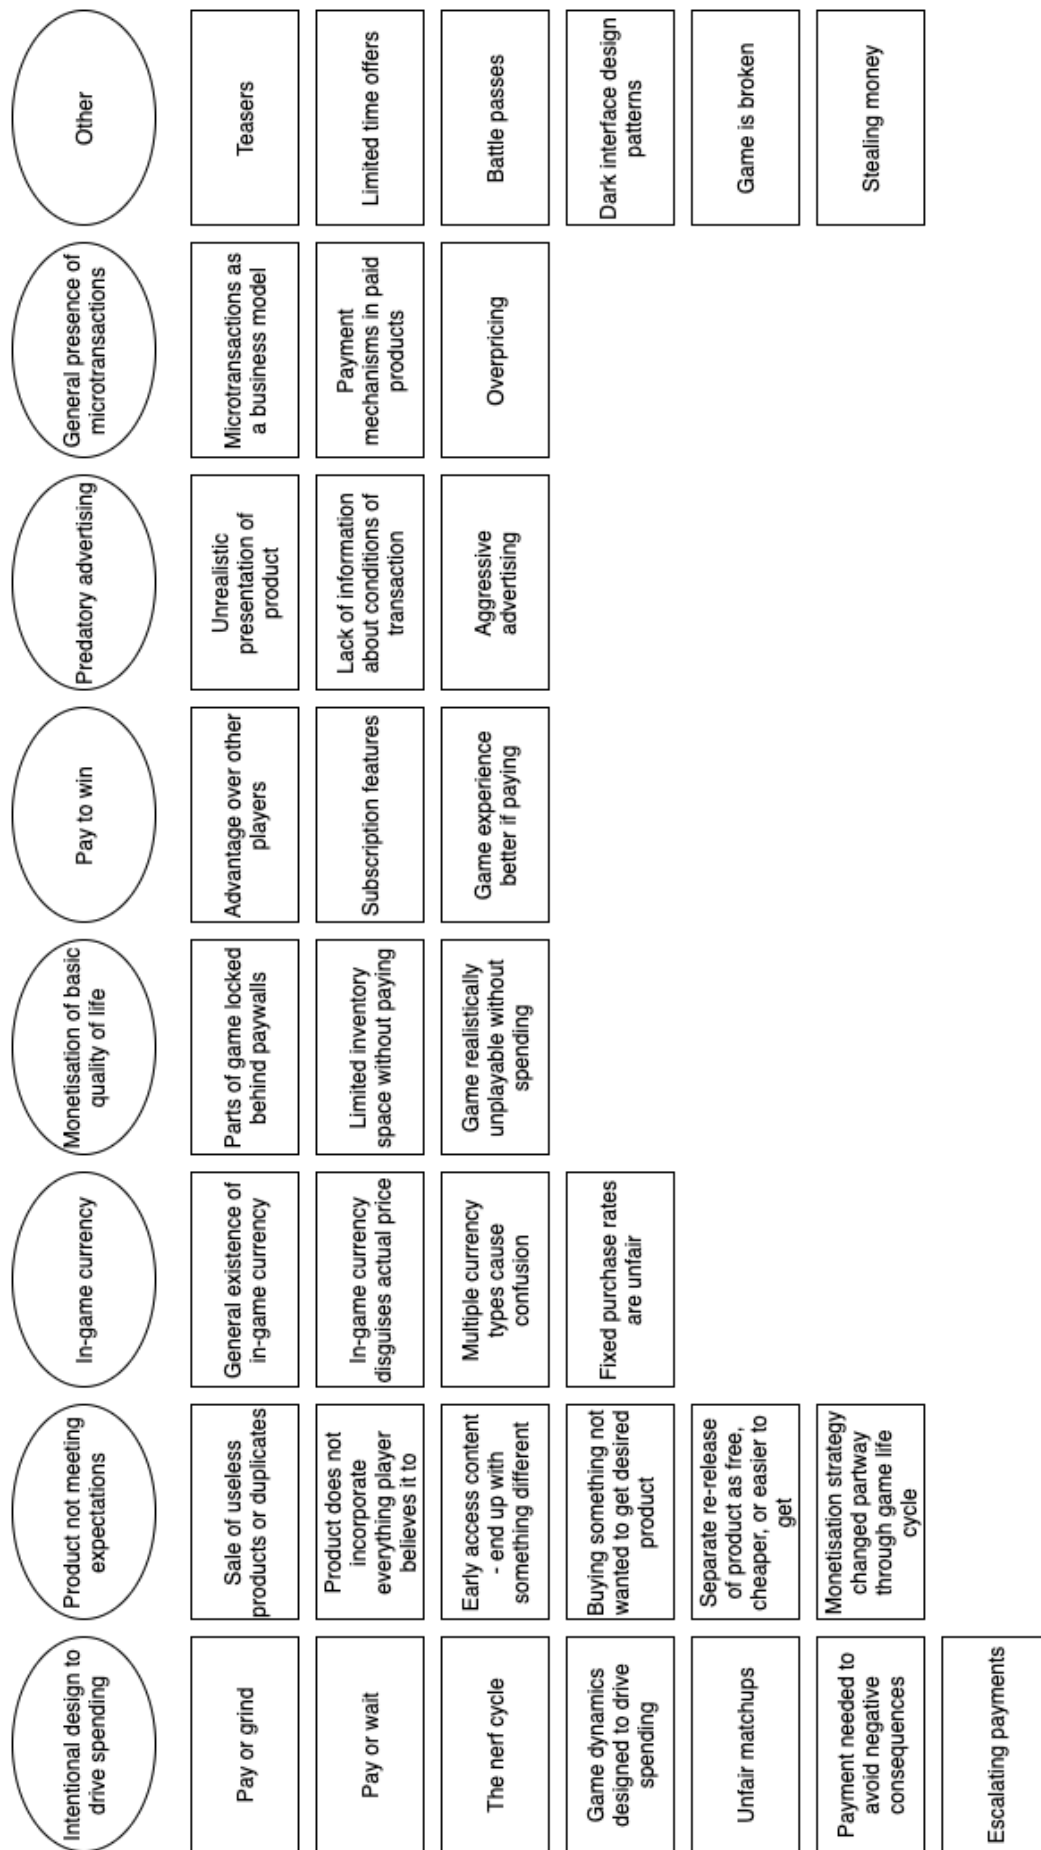 Intentional design to
drive spending
Pay or grind
Pay or wait
The nerf cycle
Game dynamics
designed to drive
spending
Unfair matchups
Payment needed to
avoid negative
consequences
Escalating payments
Product not meeting
expectations
Sale of useless
products or duplicates
Product does not
incorporate
everything player
believes it to
Early access content
- end up with
something different
Buying something not
wanted to get desired
product
Separate re-release
of product as free,
cheaper, or easier to
get
Monetisation strategy
changed partway
through game life
cycle
In-game currency
General existence of
in-game currency
In-game currency
disguises actual price
Multiple currency
types cause
confusion
Fixed purchase rates
are unfair
Monetisation of basic
quality of life
Parts of game locked
behind paywalls
Limited inventory
space without paying
Game realistically
unplayable without
spending
Pay to win
Advantage over other
players
Subscription features
Game experience
better if paying
Predatory advertising
Unrealistic
presentation of
product
Lack of information
about conditions of
transaction
Aggressive
advertising
General presence of
microtransactions
Microtransactions as
a business model
Payment
mechanisms in paid
products
Overpricing
Other
Teasers
Limited time offers
Battle passes
Dark interface design
patterns
Game is broken
Stealing money